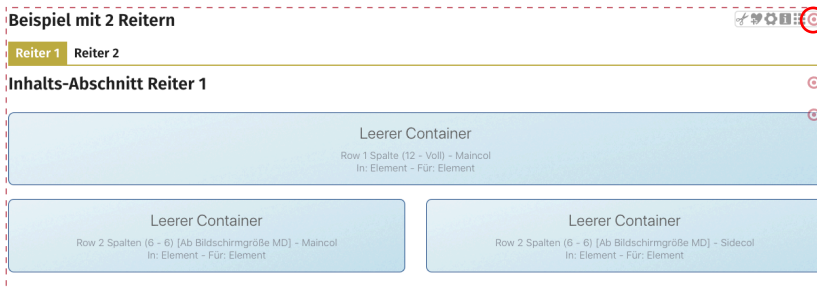 Beispiel mit 2 Reitern
Reiter 1 Reiter 2
Inhalts-Abschnitt Reiter 1
Leerer Container
Row 1 Spalte (12 - Voll) - Maincol
In: Element - Für: Element
Leerer Container
Row 2 Spalten (6 - 6) [Ab Bildschirmgröße MD] - Maincol
In: Element - Für: Element
Leerer Container
Row 2 Spalten (6 - 6) [Ab Bildschirmgröße MD] - Sidecol
In: Element - Für: Element